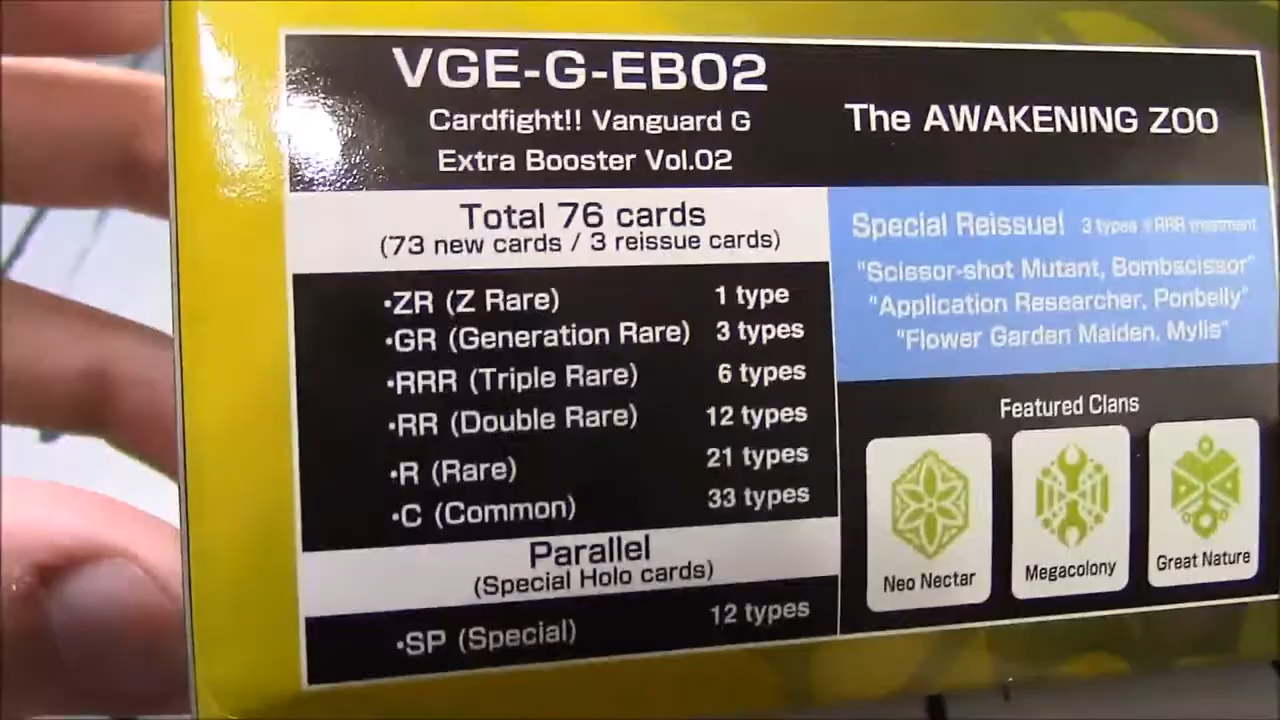 VGE-G-EB02
Cardfight!! Vanguard G
Extra Booster Vol.02
The AWAKENING ZOO
Total 76 cards
(73 new cards / 3 reissue cards)
•ZR (Z Rare) 1 type
•GR (Generation Rare) 3 types
•RRR (Triple Rare) 6 types
•RR (Double Rare) 12 types
•R (Rare) 21 types
•C (Common) 33 types
Parallel
(Special Holo cards)
•SP (Special) 12 types
Special Reissue! 3 types RRR treatment
"Scissor-shot Mutant, Bombscissor"
"Application Researcher, Ponbelly"
"Flower Garden Maiden, Mylis"
Featured Clans
Neo Nectar
Megacolony
Great Nature